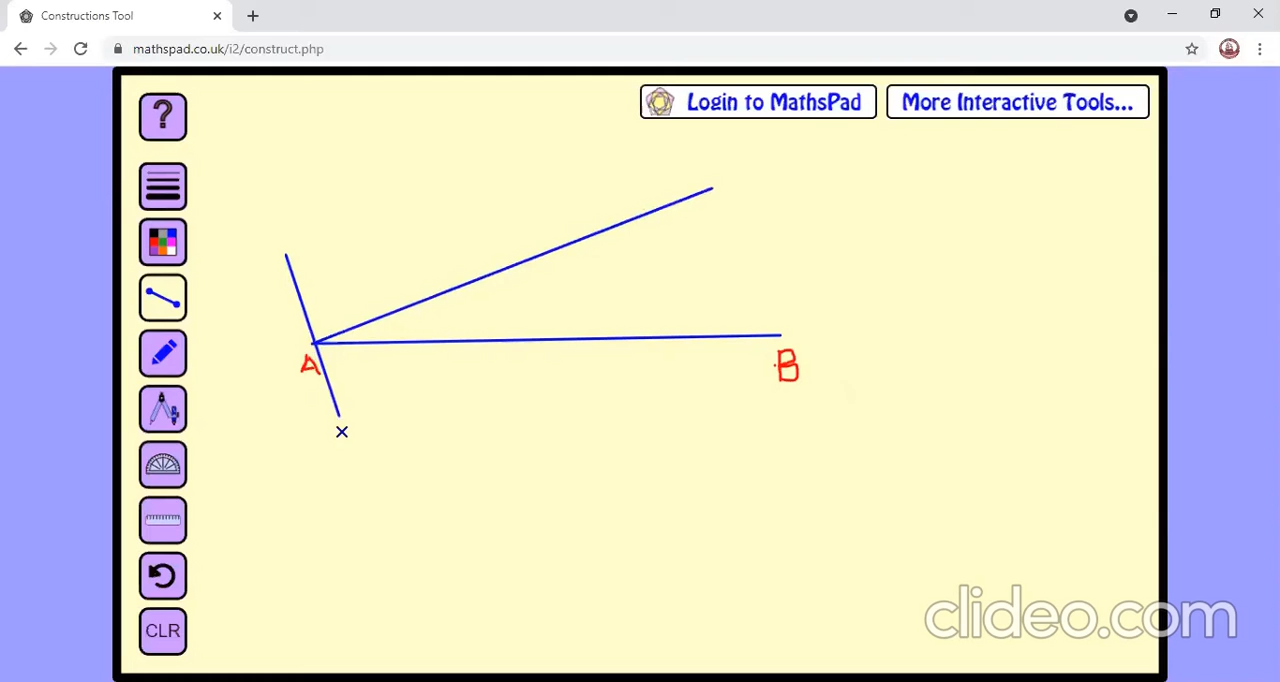 Constructions Tool
mathspad.co.uk/i2/construct.php
?
Login to MathsPad
More Interactive Tools...
A
B
CLR
clideo.com